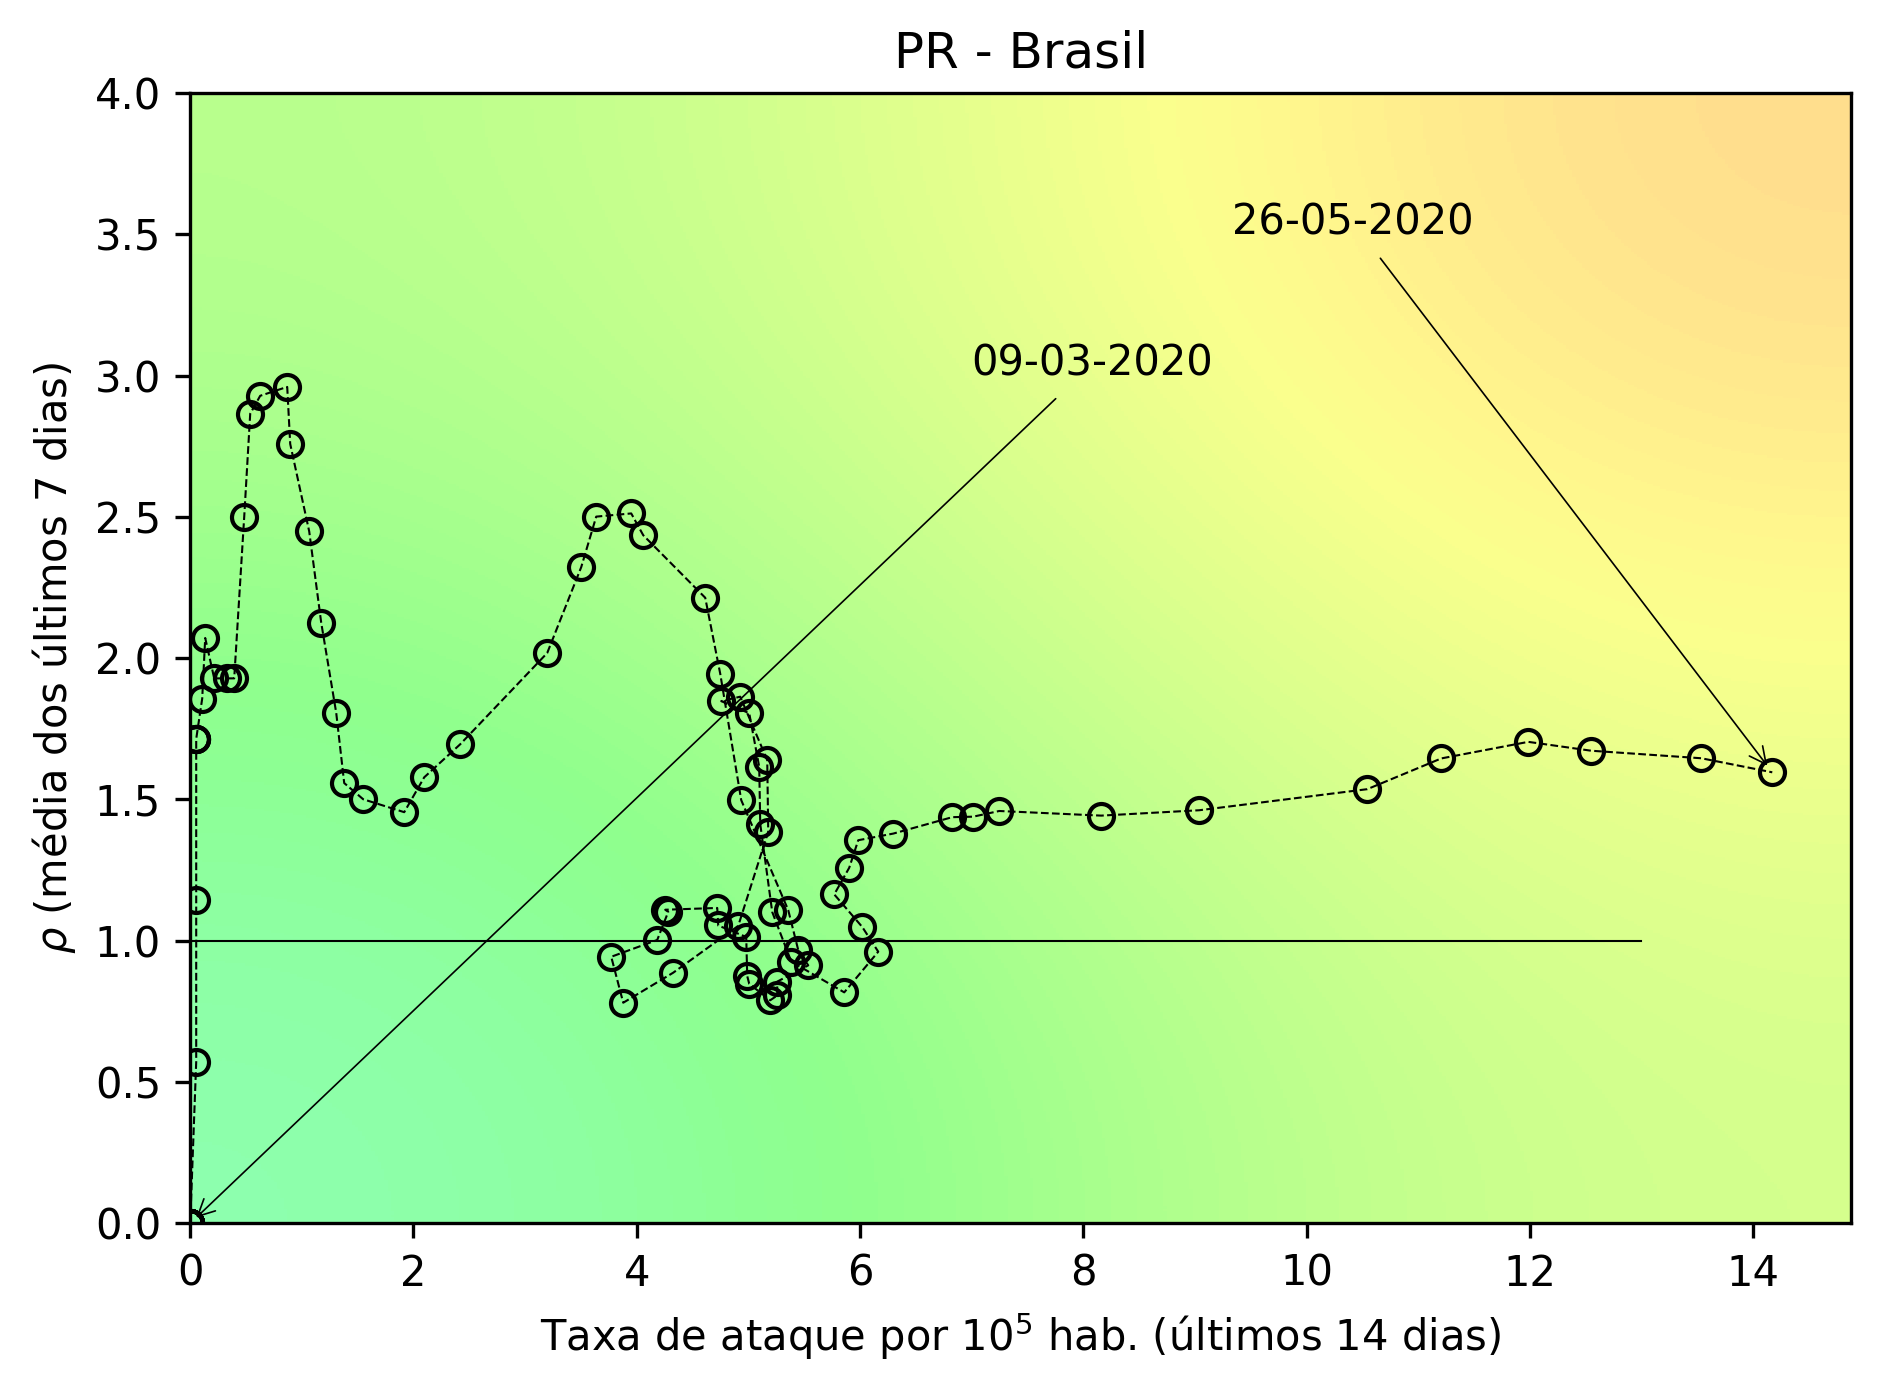 PR - Brasil
4.0
3.5
3.0
2.5
2.0
1.5
1.0
0.5
0.0
ρ (média dos últimos 7 dias)
26-05-2020
09-03-2020
0 2 4 6 8 10 12 14
Taxa de ataque por 10⁵ hab. (últimos 14 dias)